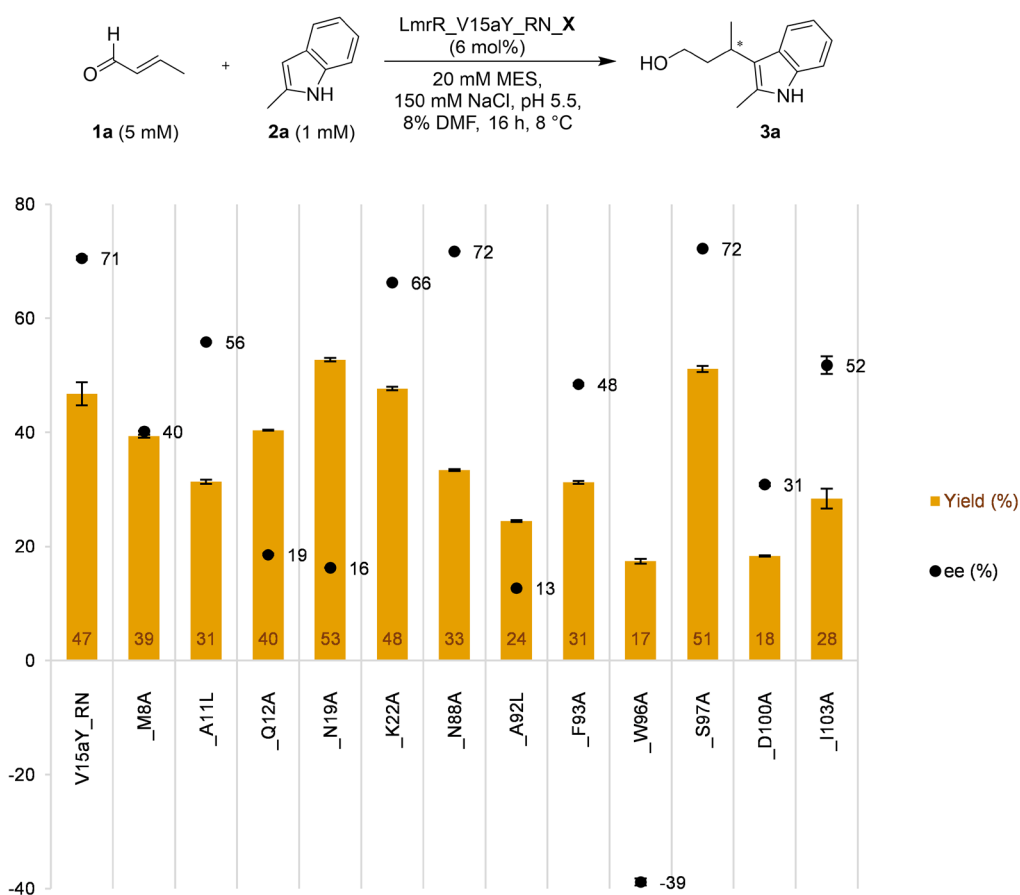 LmrR_V15aY_RN_X
(6 mol%)
H
O
+
NH
20 mM MES,
150 mM NaCl, pH 5.5,
8% DMF, 16 h, 8 °C
HO
*
NH
1a (5 mM)
2a (1 mM)
3a
80
60
40
20
0
-20
-40
71
40
56
19
16
66
72
13
48
-39
72
31
52
47
39
31
40
53
48
33
24
31
17
51
18
28
V15aY_RN
_M8A
_A11L
_Q12A
_N19A
_K22A
_N88A
_A92L
_F93A
_W96A
_S97A
_D100A
_I103A
Yield (%)
ee (%)